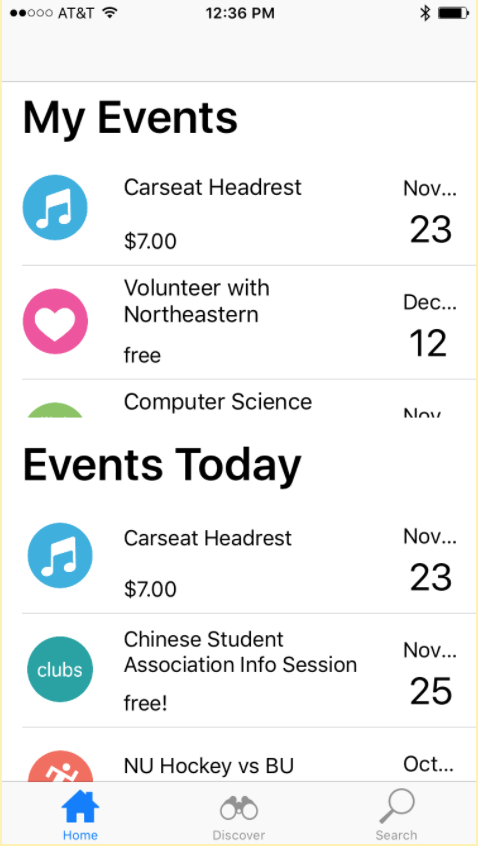 AT&T 12:36 PM
My Events
Carseat Headrest
$7.00
Nov...
23
Volunteer with
Northeastern
free
Dec...
12
Computer Science
Nov
Events Today
Carseat Headrest
$7.00
Nov...
23
clubs
Chinese Student
Association Info Session
free!
Nov...
25
NU Hockey vs BU
Oct...
Home Discover Search